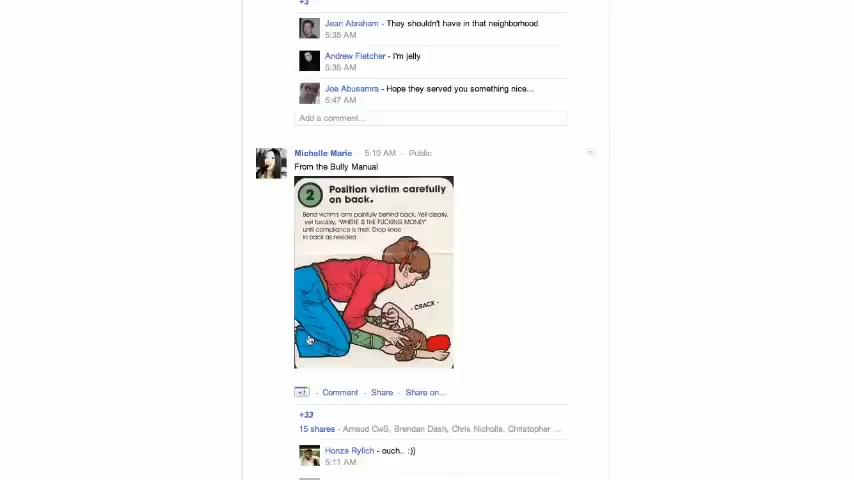 +3
Jean Abraham - They shouldn't have in that neighborhood
5:35 AM
Andrew Fletcher - I'm jelly
5:35 AM
Joe Abusamra - Hope they served you something nice...
5:47 AM
Add a comment...
Michelle Marie - 5:10 AM - Public
From the Bully Manual
2 Position victim carefully
on back.
Bend victim's arm painfully behind back. Yell clearly,
yet forcibly, "WHERE IS THE FUCKING MONEY"
until compliance is met. Drop knee
in back as needed
- CRACK -
+1 - Comment - Share - Share on...
+33
15 shares - Arnaud CwS, Brendan Dash, Chris Nicholls, Christopher ...
Honza Rylich - ouch.. :))
5:11 AM